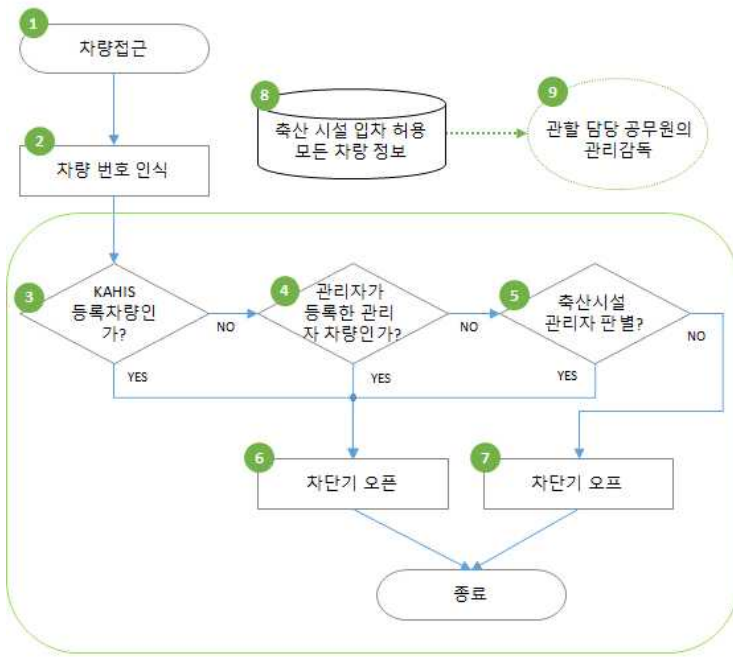 1
차량접근
2
차량 번호 인식
8
축산 시설 입차 허용
모든 차량 정보
9
관할 담당 공무원의
관리감독
3
KAHIS
등록차량인
가?
NO
YES
4
관리자가
등록한 관리
자 차량인가?
NO
YES
5
축산시설
관리자 판별?
NO
YES
6
차단기 오픈
7
차단기 오프
종료